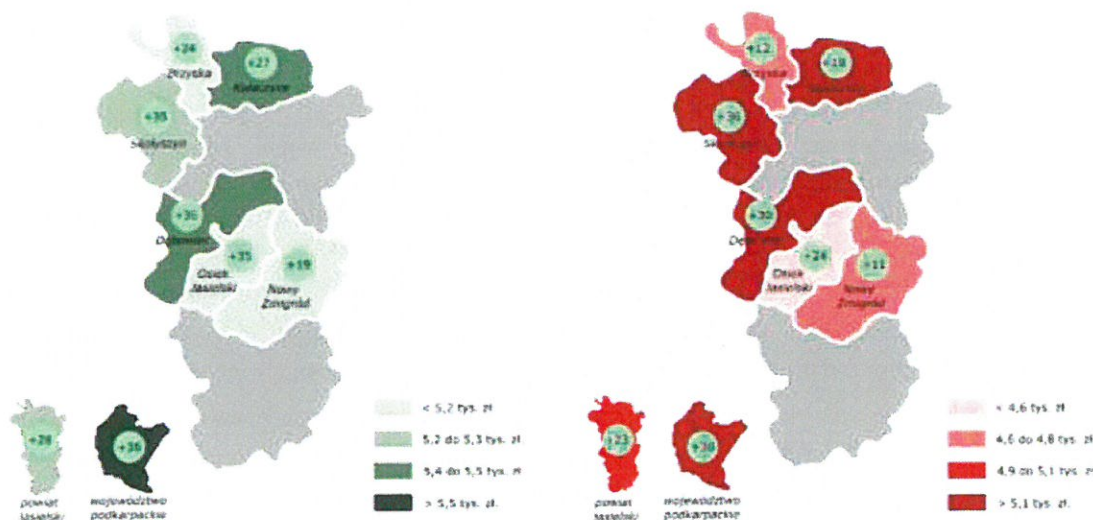 +24
Brzyska
+27
+35
Skołyszyn
+36
Dębowiec
+35
Osiek
Jasielski
+19
Nowy
Żmigród
+28
powiat
jasielski
+36
województwo
podkarpackie
< 5,2 tys. zł
5,2 do 5,3 tys. zł
5,4 do 5,5 tys. zł
> 5,5 tys. zł.
+12
Brzyska
+18
+36
+32
+24
Osiek
Jasielski
+11
Nowy
Żmigród
+23
powiat
jasielski
+36
województwo
podkarpackie
< 4,6 tys. zł
4,6 do 4,8 tys. zł
4,9 do 5,1 tys. zł
> 5,1 tys. zł.